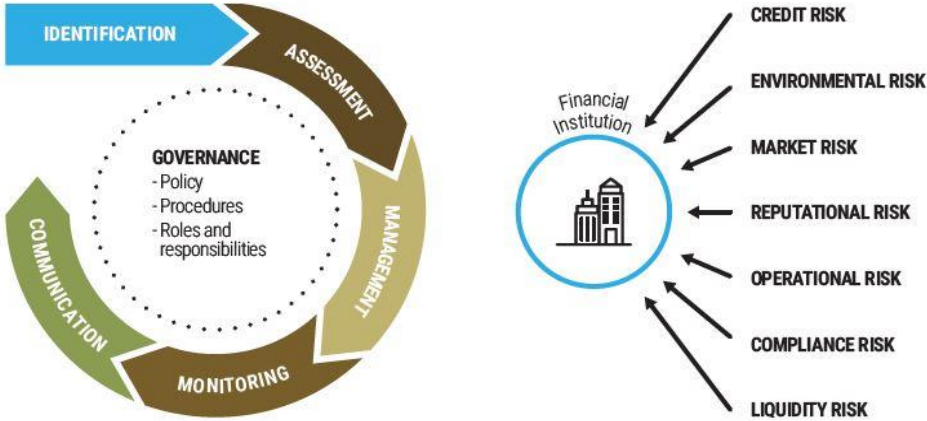 IDENTIFICATION
ASSESSMENT
MANAGEMENT
MONITORING
COMMUNICATION
GOVERNANCE
- Policy
- Procedures
- Roles and
responsibilities
Financial
Institution
CREDIT RISK
ENVIRONMENTAL RISK
MARKET RISK
REPUTATIONAL RISK
OPERATIONAL RISK
COMPLIANCE RISK
LIQUIDITY RISK